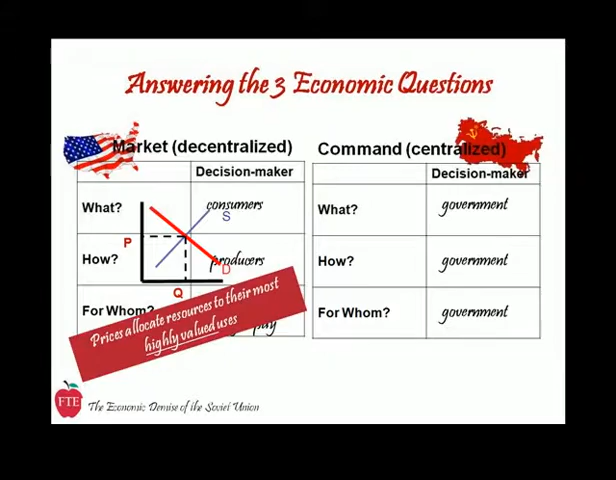 Answering the 3 Economic Questions
Market (decentralized)
Decision-maker
What?
consumers
S
P
How?
producers
D
Q
For Whom?
pay
Prices allocate resources to their most
highly valued uses
Command (centralized)
Decision-maker
What?
government
How?
government
For Whom?
government
FTE
The Economic Demise of the Soviet Union